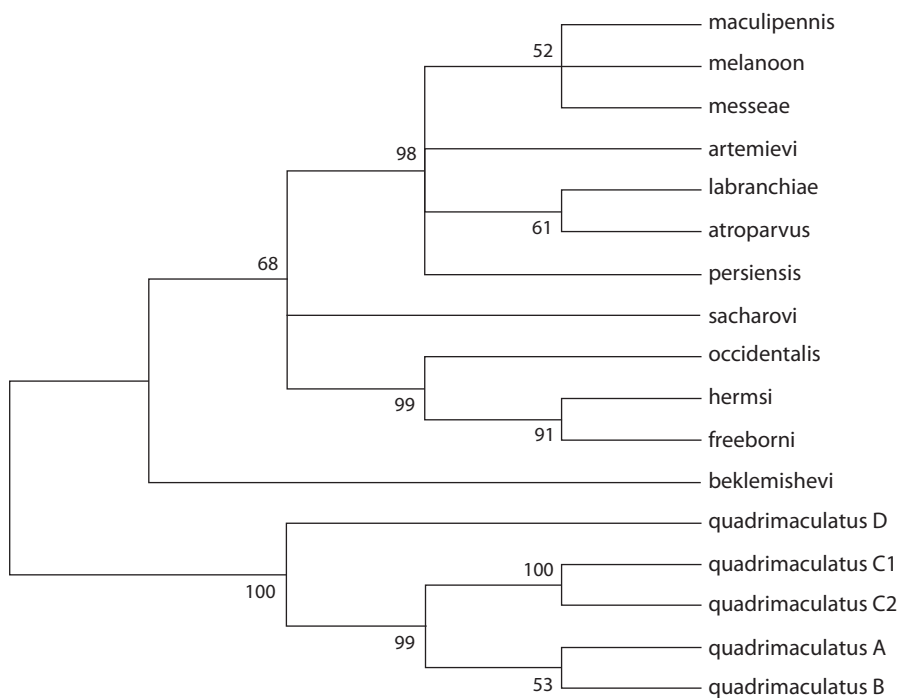 maculipennis
52
melanoon
messeae
98
artemievi
labranchiae
61
atroparvus
68
persiensis
sacharovi
occidentalis
99
hermsi
91
freeborni
beklemishevi
quadrimaculatus D
100
100
quadrimaculatus C1
quadrimaculatus C2
99
quadrimaculatus A
53
quadrimaculatus B